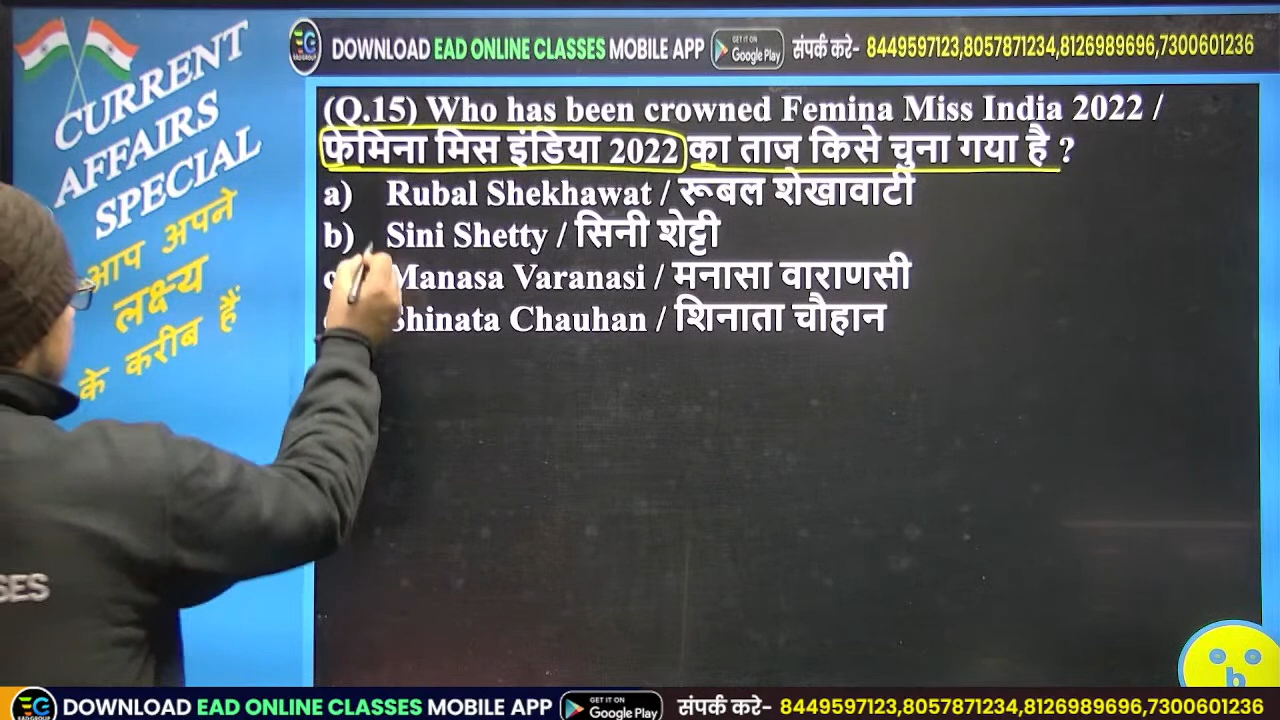 CURRENT
AFFAIRS
SPECIAL
आप अपने
लक्ष्य
के करीब हैं
DOWNLOAD EAD ONLINE CLASSES MOBILE APP GET IT ON Google Play संपर्क करे- 8449597123,8057871234,8126989696,7300601236
(Q.15) Who has been crowned Femina Miss India 2022 /
फेमिना मिस इंडिया 2022 का ताज किसे चुना गया है ?
a) Rubal Shekhawat / रूबल शेखावाटी
b) Sini Shetty / सिनी शेट्टी
Manasa Varanasi / मनासा वाराणसी
Shinata Chauhan / शिनाता चौहान
SES
b
DOWNLOAD EAD ONLINE CLASSES MOBILE APP GET IT ON Google Play संपर्क करे- 8449597123,8057871234,8126989696,7300601236